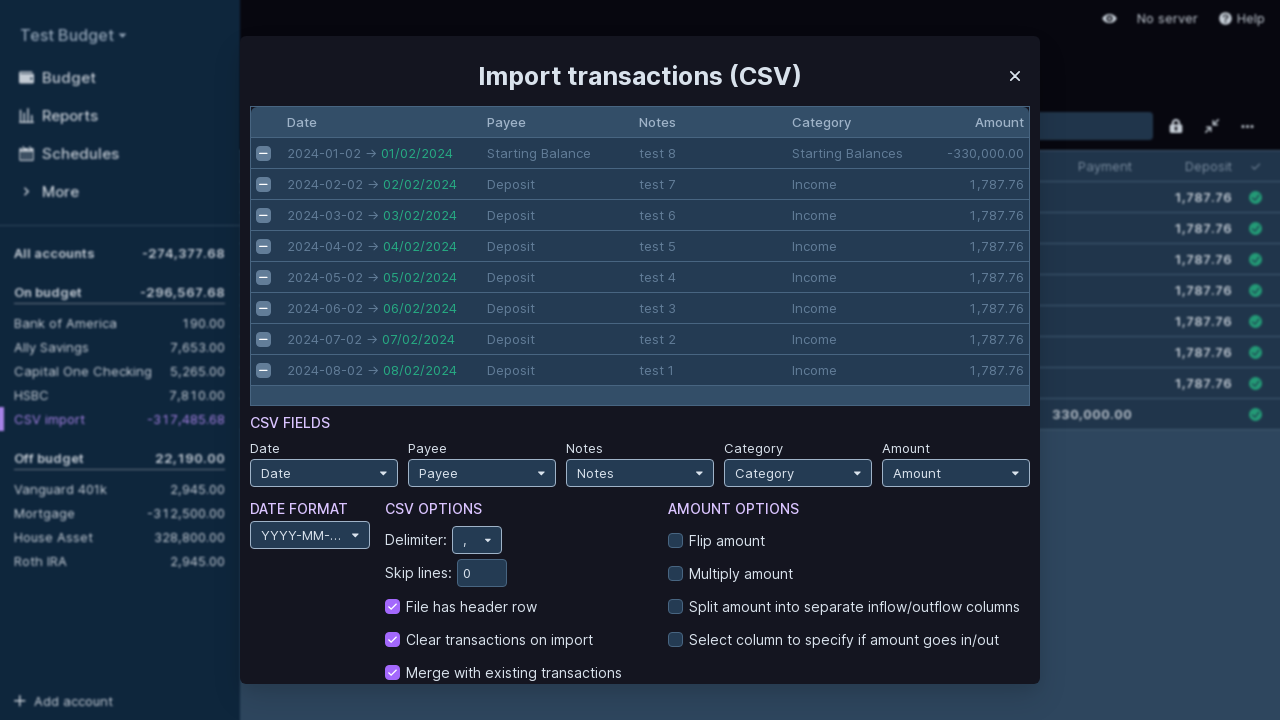 Test Budget
Budget
Reports
Schedules
More
All accounts -274,377.68
On budget -296,567.68
Bank of America 190.00
Ally Savings 7,653.00
Capital One Checking 5,265.00
HSBC 7,810.00
CSV import -317,485.68
Off budget 22,190.00
Vanguard 401k 2,945.00
Mortgage -312,500.00
House Asset 328,800.00
Roth IRA 2,945.00
Add account
No server Help
Payment Deposit
1,787.76
1,787.76
1,787.76
1,787.76
1,787.76
1,787.76
1,787.76
330,000.00
Import transactions (CSV)
Date Payee Notes Category Amount
2024-01-02 → 01/02/2024 Starting Balance test 8 Starting Balances -330,000.00
2024-02-02 → 02/02/2024 Deposit test 7 Income 1,787.76
2024-03-02 → 03/02/2024 Deposit test 6 Income 1,787.76
2024-04-02 → 04/02/2024 Deposit test 5 Income 1,787.76
2024-05-02 → 05/02/2024 Deposit test 4 Income 1,787.76
2024-06-02 → 06/02/2024 Deposit test 3 Income 1,787.76
2024-07-02 → 07/02/2024 Deposit test 2 Income 1,787.76
2024-08-02 → 08/02/2024 Deposit test 1 Income 1,787.76
CSV FIELDS
Date Payee Notes Category Amount
Date Payee Notes Category Amount
DATE FORMAT
YYYY-MM-...
CSV OPTIONS
Delimiter: ,
Skip lines: 0
File has header row
Clear transactions on import
Merge with existing transactions
AMOUNT OPTIONS
Flip amount
Multiply amount
Split amount into separate inflow/outflow columns
Select column to specify if amount goes in/out